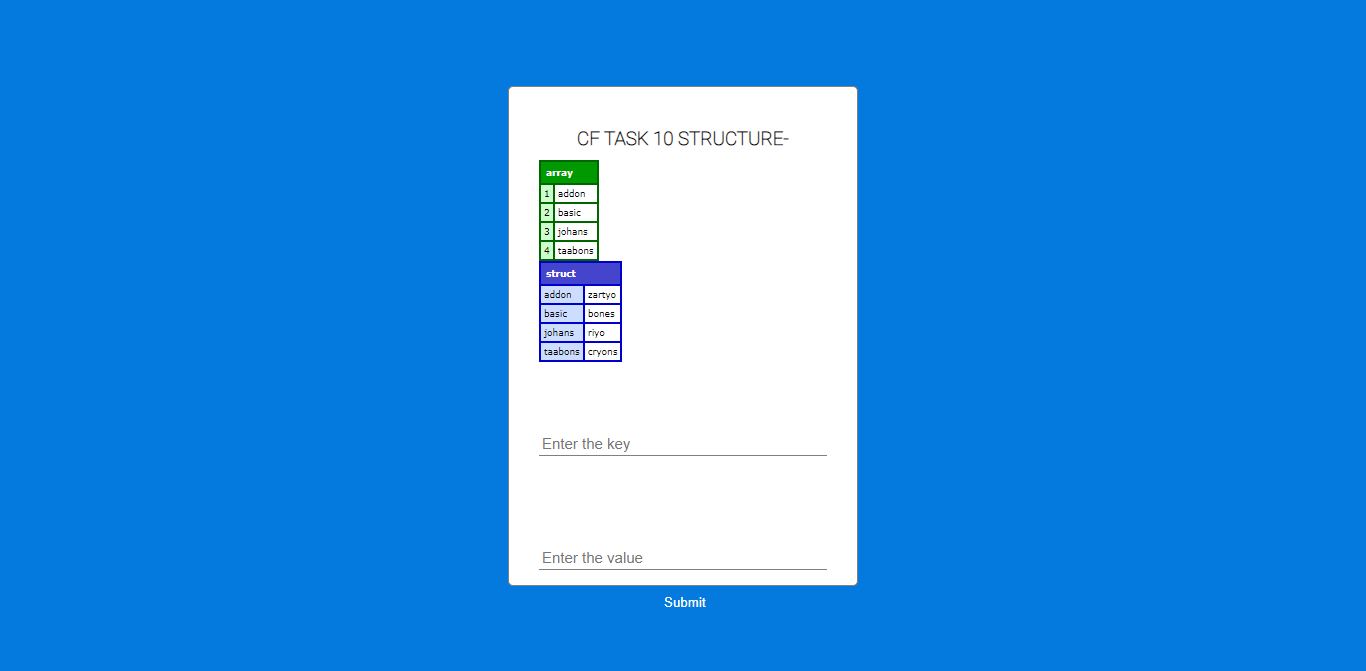 CF TASK 10 STRUCTURE-
array
1 addon
2 basic
3 johans
4 taabons
struct
addon zartyo
basic bones
johans riyo
taabons cryons
Enter the key
Enter the value
Submit